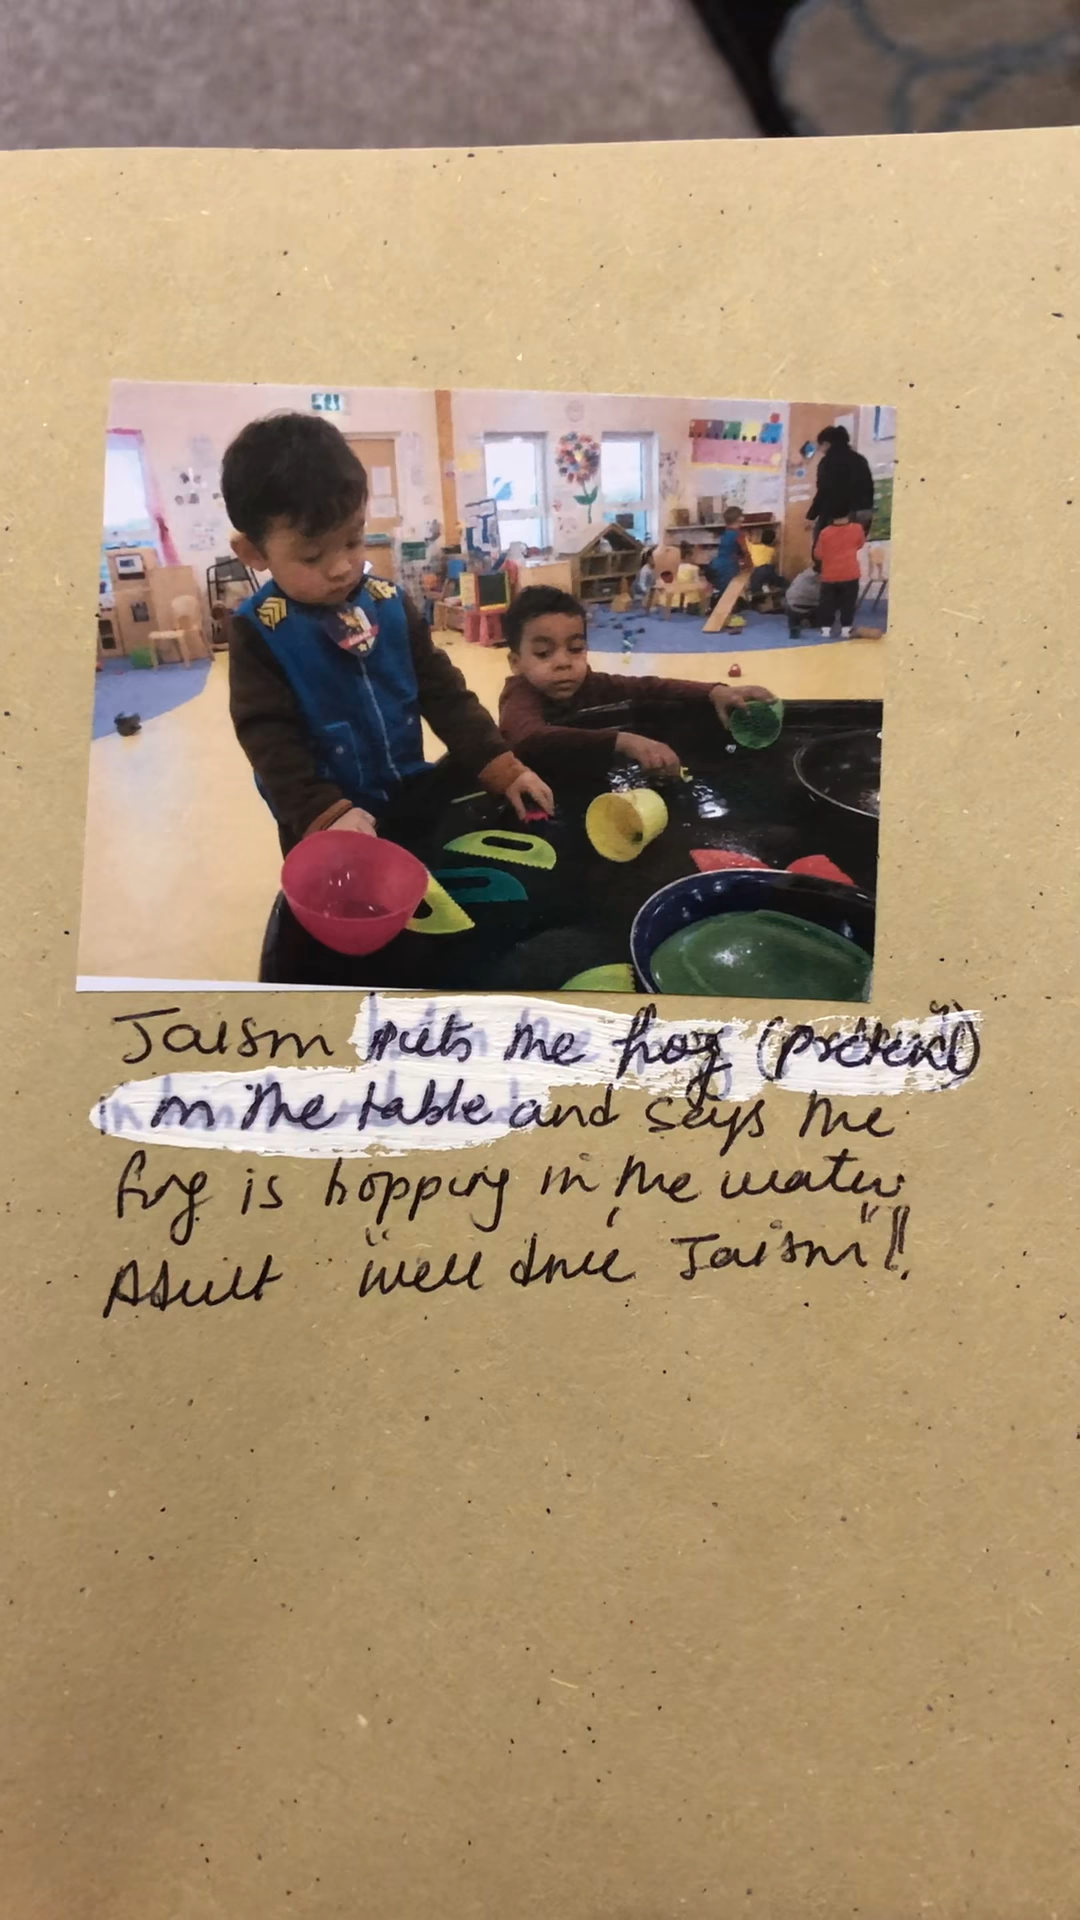 Jaism puts the frog (pretend)
in the table and says the
frog is hopping in the water.
Adult "well done Jaism"!!